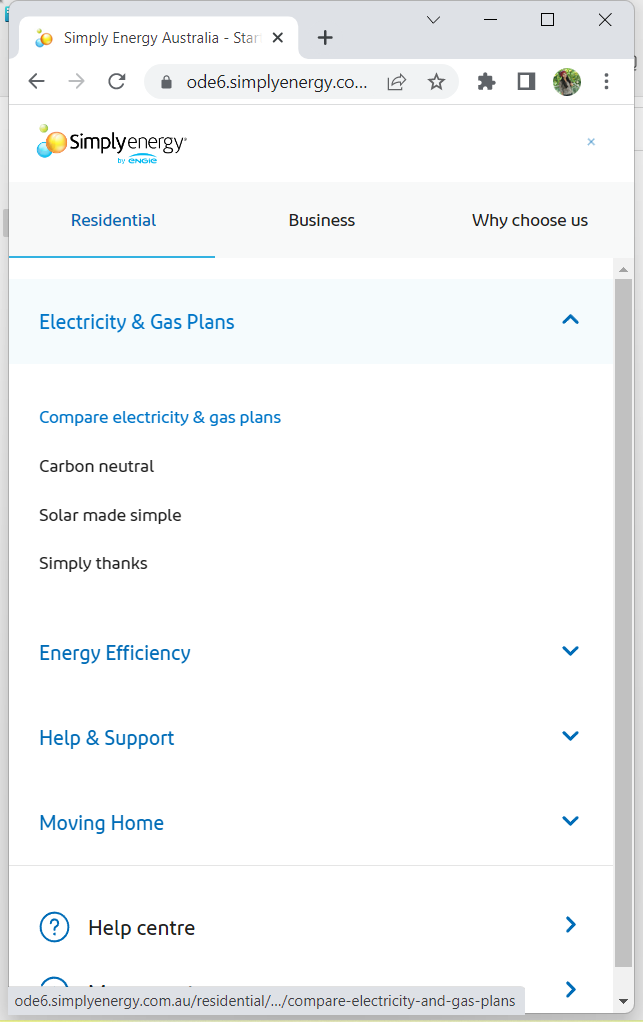 Simply Energy Australia - Star
ode6.simplyenergy.co...
Simplyenergy
by ENGIE
Residential
Business
Why choose us
Electricity & Gas Plans
Compare electricity & gas plans
Carbon neutral
Solar made simple
Simply thanks
Energy Efficiency
Help & Support
Moving Home
? Help centre
ode6.simplyenergy.com.au/residential/.../compare-electricity-and-gas-plans